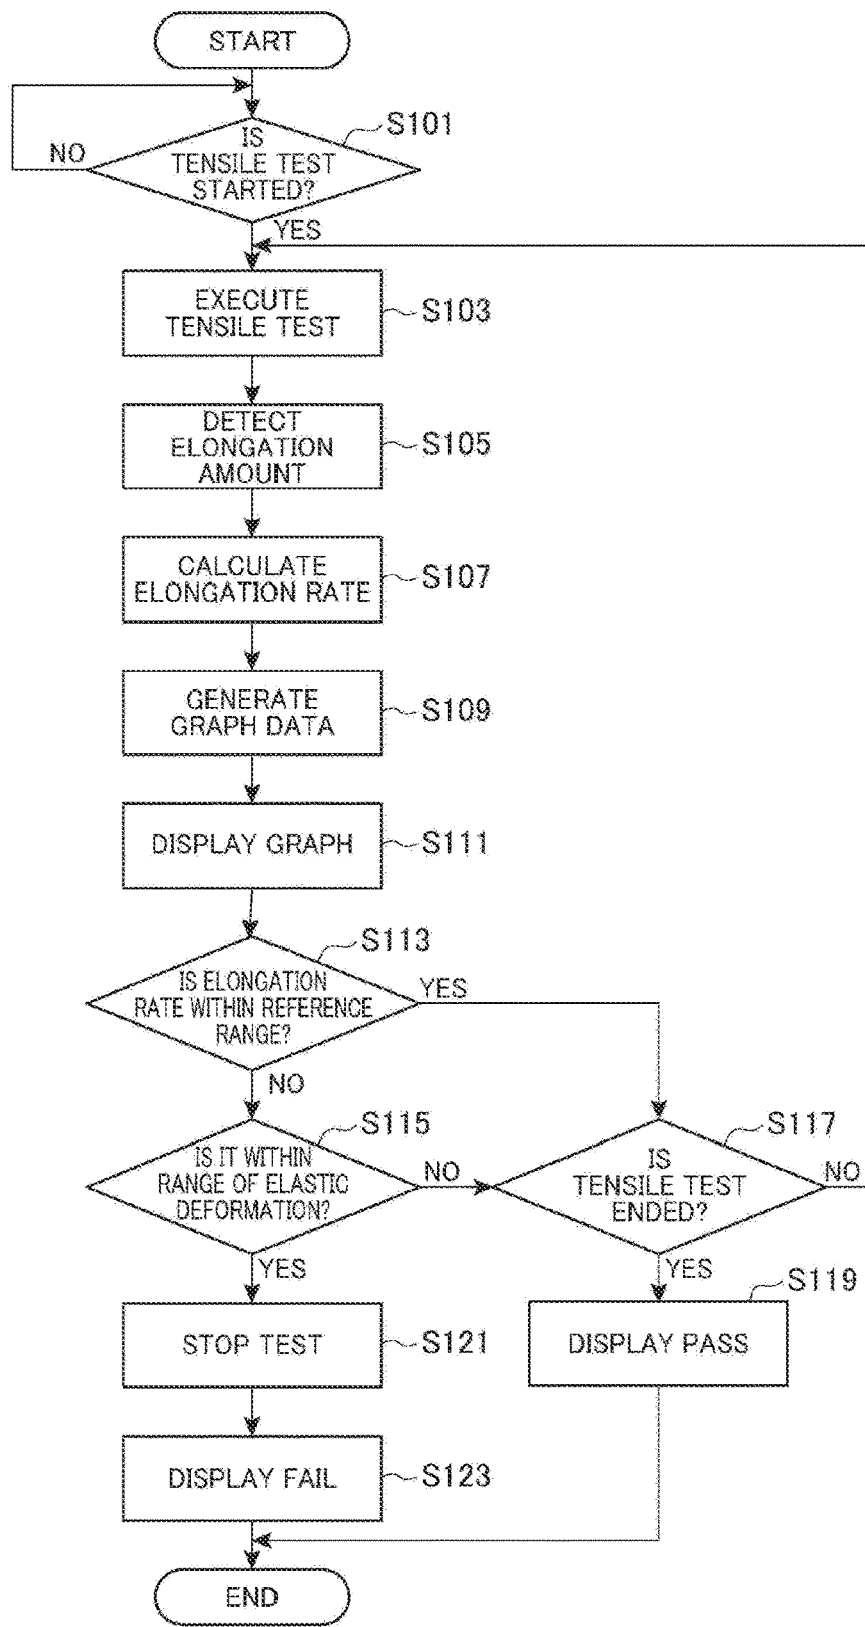 START
S101
IS
TENSILE TEST
STARTED?
NO
YES
EXECUTE
TENSILE TEST
S103
DETECT
ELONGATION
AMOUNT
S105
CALCULATE
ELONGATION RATE
S107
GENERATE
GRAPH DATA
S109
DISPLAY GRAPH
S111
S113
IS ELONGATION
RATE WITHIN REFERENCE
RANGE?
YES
NO
S115
IS IT WITHIN
RANGE OF ELASTIC
DEFORMATION?
NO
YES
S117
IS
TENSILE TEST
ENDED?
NO
YES
S119
DISPLAY PASS
STOP TEST
S121
DISPLAY FAIL
S123
END